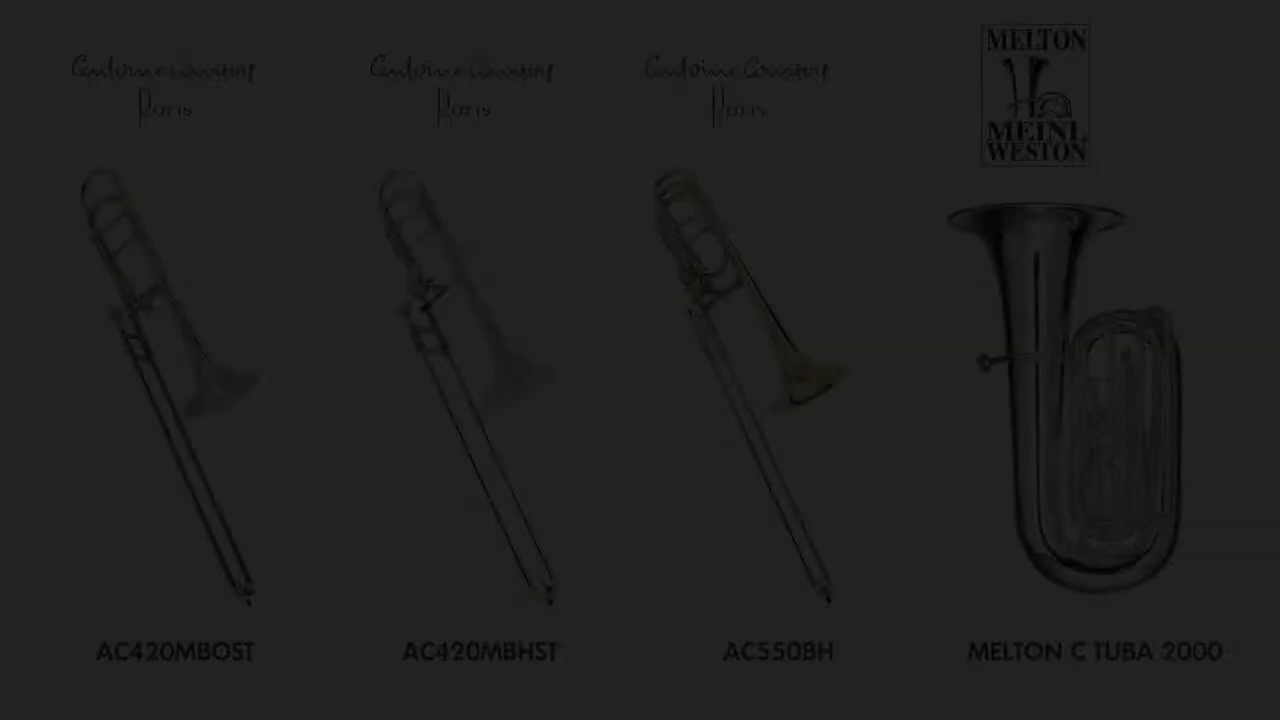 Antoine Courtois
Paris
Antoine Courtois
Paris
Antoine Courtois
Paris
MELTON
MEINL
WESTON
AC420MBOST
AC420MBHST
AC550BH
MELTON C TUBA 2000